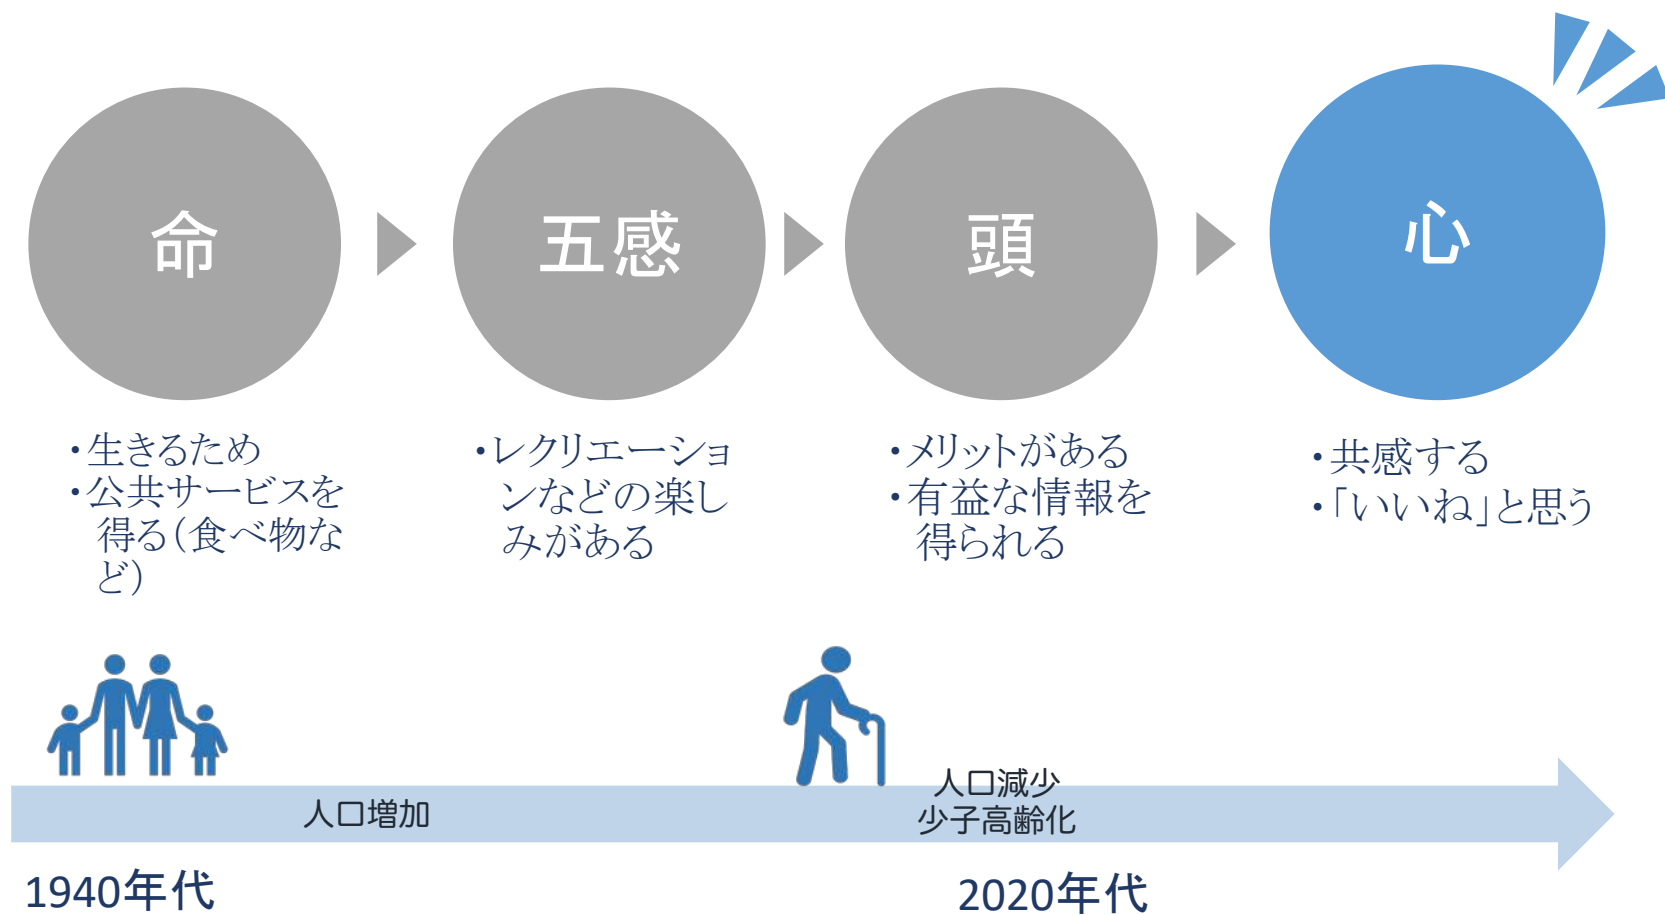 命
五感
頭
心
・生きるため
・公共サービスを
得る(食べ物な
ど)
・レクリエーショ
ンなどの楽し
みがある
・メリットがある
・有益な情報を
得られる
・共感する
・「いいね」と思う
人口増加
人口減少
少子高齢化
1940年代
2020年代